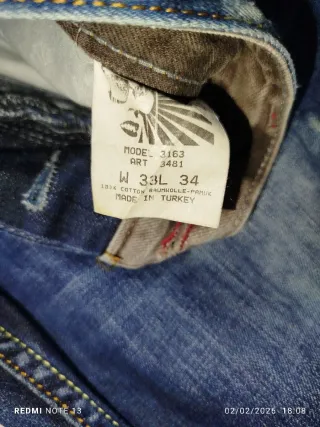 MODEL 3163
ART 3481
W 33L 34
100% COTTON BAUMWOLLE-PAMUK
MADE IN TURKEY
REDMI NOTE 13
02/02/2026 18:08